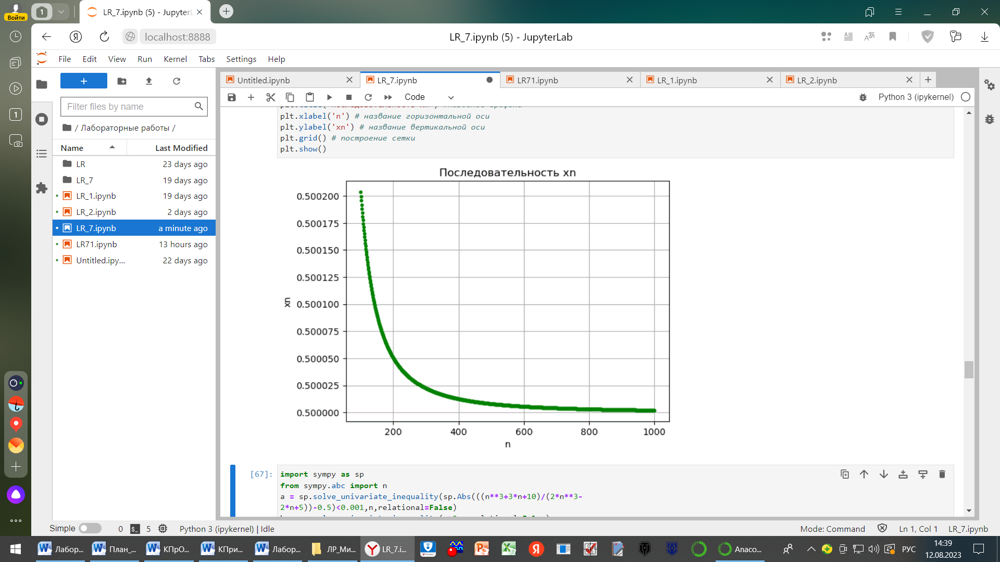 1
LR_7.ipynb (5) - JupyterL
Войти
localhost:8888
LR_7.ipynb (5) - JupyterLab
File Edit View Run Kernel Tabs Settings Help
Untitled.ipynb
LR_7.ipynb
LR71.ipynb
LR_1.ipynb
LR_2.ipynb
Code
Python 3 (ipykernel)
Filter files by name
/ Лабораторные работы /
Name Last Modified
LR 23 days ago
LR_7 19 days ago
LR_1.ipynb 19 days ago
LR_2.ipynb 2 days ago
LR_7.ipynb a minute ago
LR71.ipynb 13 hours ago
Untitled.ipy... 22 days ago
1
plt.xlabel('n') # название горизонтальной оси
plt.ylabel('xn') # название вертикальной оси
plt.grid() # построение сетки
plt.show()
Последовательность xn
0.500200
0.500175
0.500150
0.500125
0.500100
0.500075
0.500050
0.500025
0.500000
xn
200 400 600 800 1000
n
[67]:
import sympy as sp
from sympy.abc import n
a = sp.solve_univariate_inequality(sp.Abs(((n**3+3*n+10)/(2*n**3-
2*n+5))-0.5)<0.001,n,relational=False)
Simple 0 5 Python 3 (ipykernel) | Idle
Mode: Command Ln 1, Col 1 LR_7.ipynb
Лабор... План_... КПрО... КПри... Лабор... ЛР_Ми... LR_7.i... Anaco...
РУС
14:39
12.08.2023